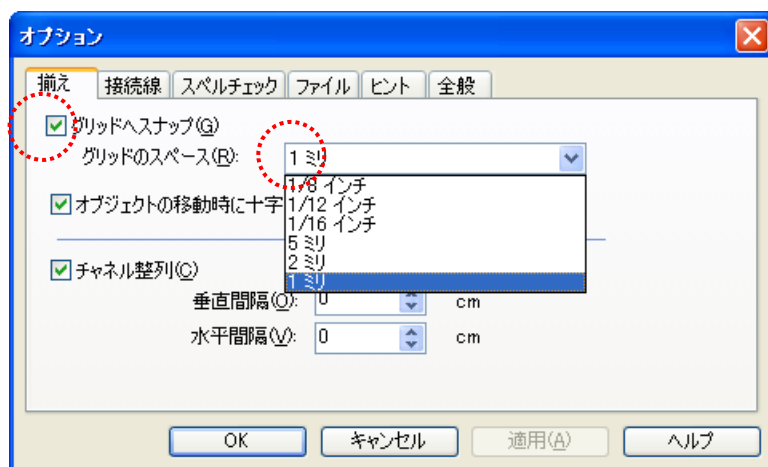 オプション
揃え 接続線 スペルチェック ファイル ヒント 全般
グリッドへスナップ(G)
グリッドのスペース(R): 1 ミリ
1/8 インチ
オブジェクトの移動時に十字 1/12 インチ
1/16 インチ
5 ミリ
2 ミリ
チャネル整列(C) 1 ミリ
垂直間隔(O): 0 cm
水平間隔(V): 0 cm
OK キャンセル 適用(A) ヘルプ